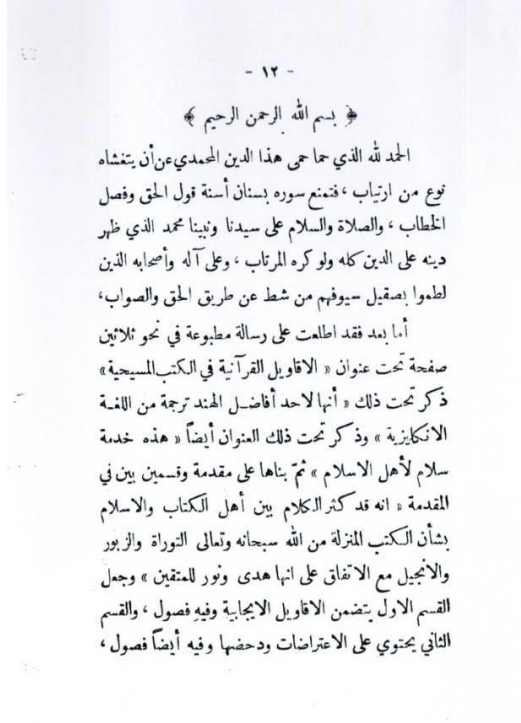 - ١٢ -
﴿ بسم الله الرحمن الرحيم ﴾
الحمد لله الذي حما حمى هذا الدين المحمدي عن أن يتغشاه
نوع من ارتياب ، فتمنع سوره بسنان أسنة قول الحق وفصل
الخطاب ، والصلاة والسلام على سيدنا ونبينا محمد الذي ظهر
دينه على الدين كله ولو كره المرتاب ، وعلى آله وأصحابه الذين
لطموا بصقيل سيوفهم من شط عن طريق الحق والصواب،
أما بعد فقد اطلعت على رسالة مطبوعة في نحو ثلاثين
صفحة تحت عنوان « الاقاويل القرآنية في الكتب المسيحية»
ذكر تحت ذلك « أنها لاحد أفاضل الهند ترجمة من اللغة
الانكليزية » وذكر تحت ذلك العنوان أيضاً « هذه خدمة
سلام لأهل الاسلام » ثم بناها على مقدمة وقسمين بين في
المقدمة « انه قد كثر الكلام بين أهل الكتاب والاسلام
بشأن الكتب المنزلة من الله سبحانه وتعالى التوراة والزبور
والانجيل مع الاتفاق على انها هدى ونور للمتقين » وجعل
القسم الاول يتضمن الاقاويل الايجابية وفيه فصول ، والقسم
الثاني يحتوي على الاعتراضات ودحضها وفيه أيضاً فصول ،